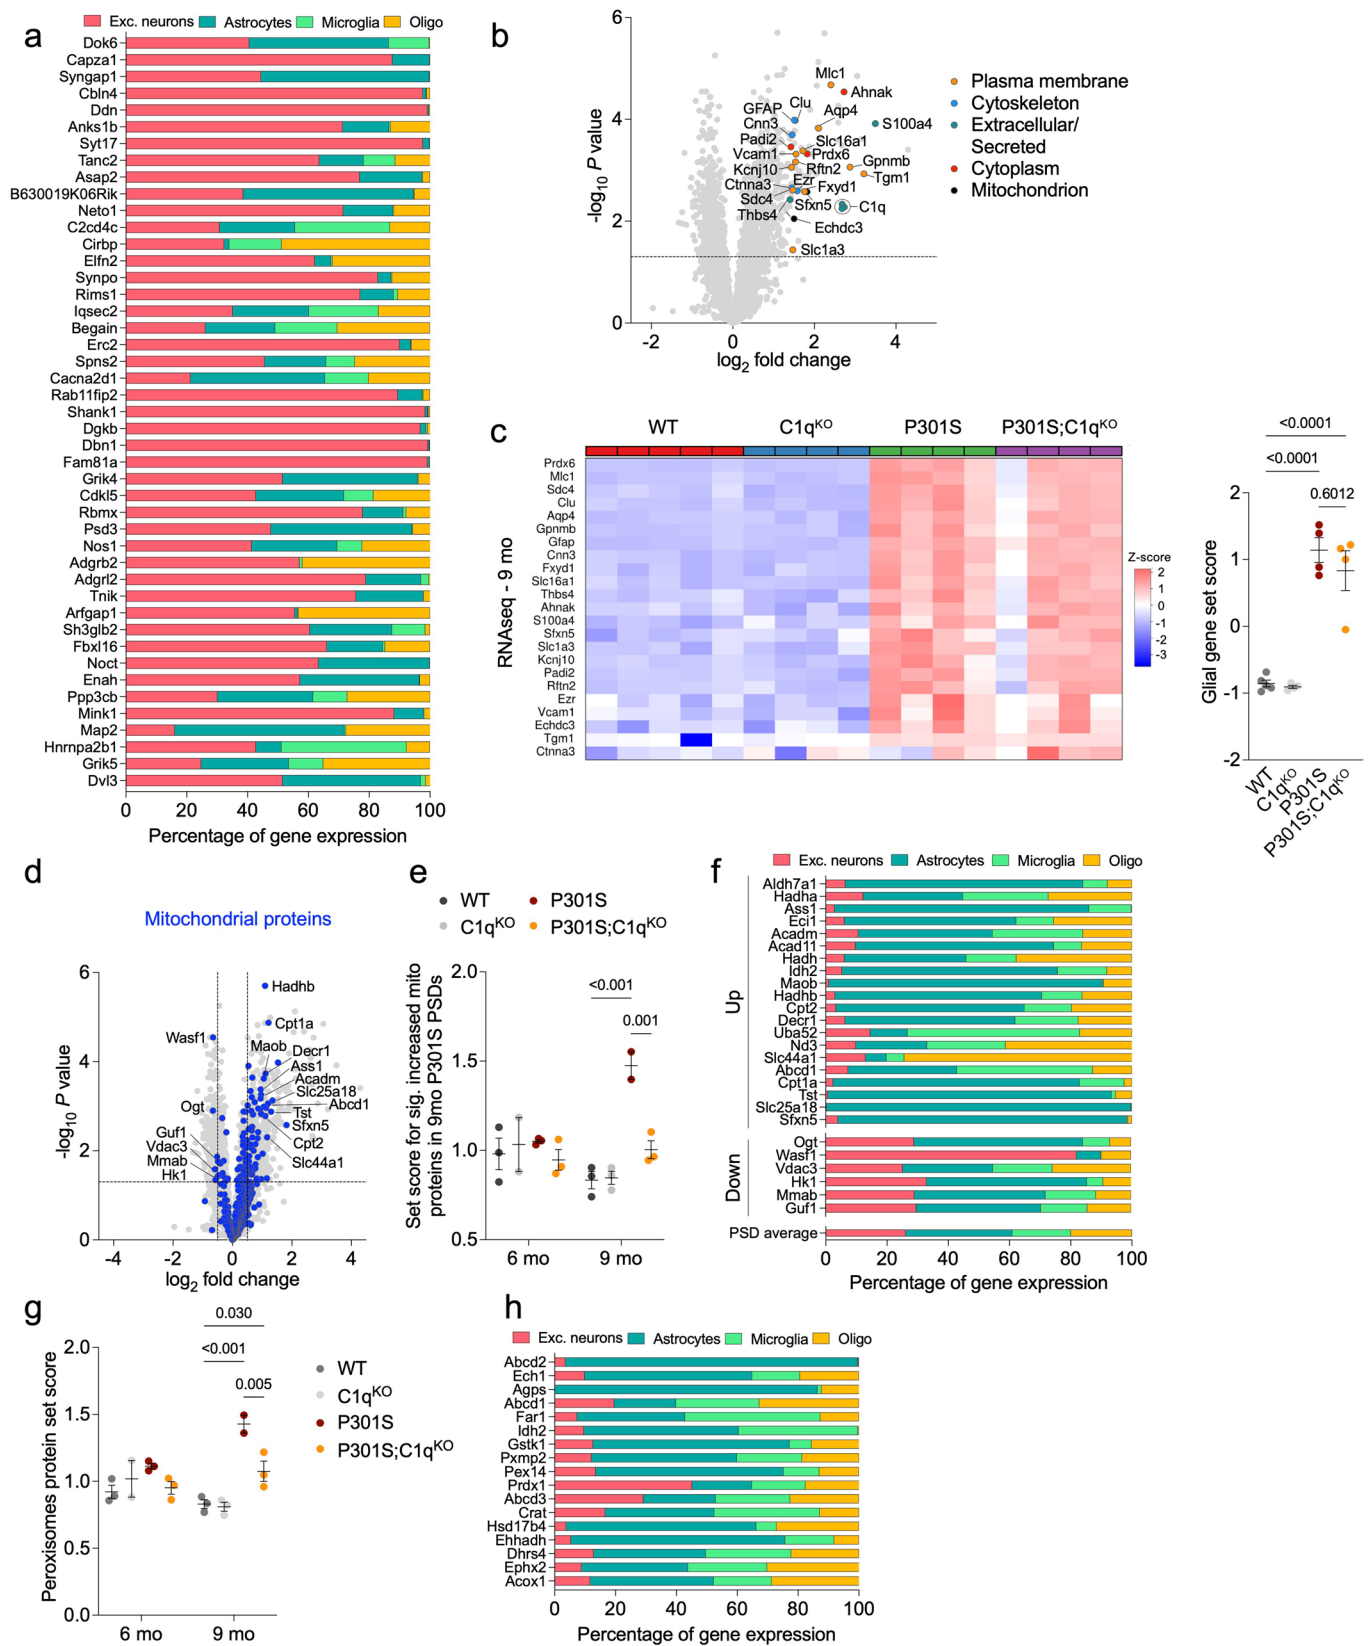 a
Exc. neurons Astrocytes Microglia Oligo
Dok6
Capza1
Syngap1
Cbln4
Ddn
Anks1b
Syt17
Tanc2
Asap2
B630019K06Rik
Neto1
C2cd4c
Cirbp
Elfn2
Synpo
Rims1
Iqsec2
Begain
Erc2
Spns2
Cacna2d1
Rab11fip2
Shank1
Dgkb
Dbn1
Fam81a
Grik4
Cdkl5
Rbmx
Psd3
Nos1
Adgrb2
Adgrl2
Tnik
Arfgap1
Sh3glb2
Fbxl16
Noct
Enah
Ppp3cb
Mink1
Map2
Hnrnpa2b1
Grik5
Dvl3
0 20 40 60 80 100
Percentage of gene expression
b
-log10 P value
6
4
2
0
-2 0 2 4
log2 fold change
Mlc1
Ahnak
GFAP
Clu
Aqp4
Cnn3
S100a4
Padi2
Slc16a1
Vcam1
Prdx6
Gpnmb
Kcnj10
Rftn2
Tgm1
Ctnna3
Ezr
Fxyd1
Sdc4
Sfxn5
C1q
Thbs4
Echdc3
Slc1a3
Plasma membrane
Cytoskeleton
Extracellular/
Secreted
Cytoplasm
Mitochondrion
c
WT C1qKO P301S P301S;C1qKO
RNAseq - 9 mo
Prdx6
Mlc1
Sdc4
Clu
Aqp4
Gpnmb
Gfap
Cnn3
Fxyd1
Slc16a1
Thbs4
Ahnak
S100a4
Sfxn5
Slc1a3
Kcnj10
Padi2
Rftn2
Ezr
Vcam1
Echdc3
Tgm1
Ctnna3
Z-score
2
1
0
-1
-2
-3
<0.0001
<0.0001
0.6012
Glial gene set score
2
1
0
-1
-2
WT
C1qKO
P301S
P301S;C1qKO
d
Mitochondrial proteins
-log10 P value
6
4
2
0
-4 -2 0 2 4
log2 fold change
Hadhb
Cpt1a
Wasf1
Maob
Decr1
Ass1
Acadm
Slc25a18
Abcd1
Ogt
Tst
Sfxn5
Guf1
Cpt2
Vdac3
Slc44a1
Mmab
Hk1
e
WT P301S
C1qKO P301S;C1qKO
Set score for sig. increased mito
proteins in 9mo P301S PSDs
2.0
1.5
1.0
0.5
<0.001
0.001
6 mo 9 mo
f
Exc. neurons Astrocytes Microglia Oligo
Up
Aldh7a1
Hadha
Ass1
Eci1
Acadm
Acad11
Hadh
Idh2
Maob
Hadhb
Cpt2
Decr1
Uba52
Nd3
Slc44a1
Abcd1
Cpt1a
Tst
Slc25a18
Sfxn5
Down
Ogt
Wasf1
Vdac3
Hk1
Mmab
Guf1
PSD average
0 20 40 60 80 100
Percentage of gene expression
g
Peroxisomes protein set score
2.0
1.5
1.0
0.5
0.0
0.030
<0.001
0.005
6 mo 9 mo
WT
C1qKO
P301S
P301S;C1qKO
h
Exc. neurons Astrocytes Microglia Oligo
Abcd2
Ech1
Agps
Abcd1
Far1
Idh2
Gstk1
Pxmp2
Pex14
Prdx1
Abcd3
Crat
Hsd17b4
Ehhadh
Dhrs4
Ephx2
Acox1
0 20 40 60 80 100
Percentage of gene expression